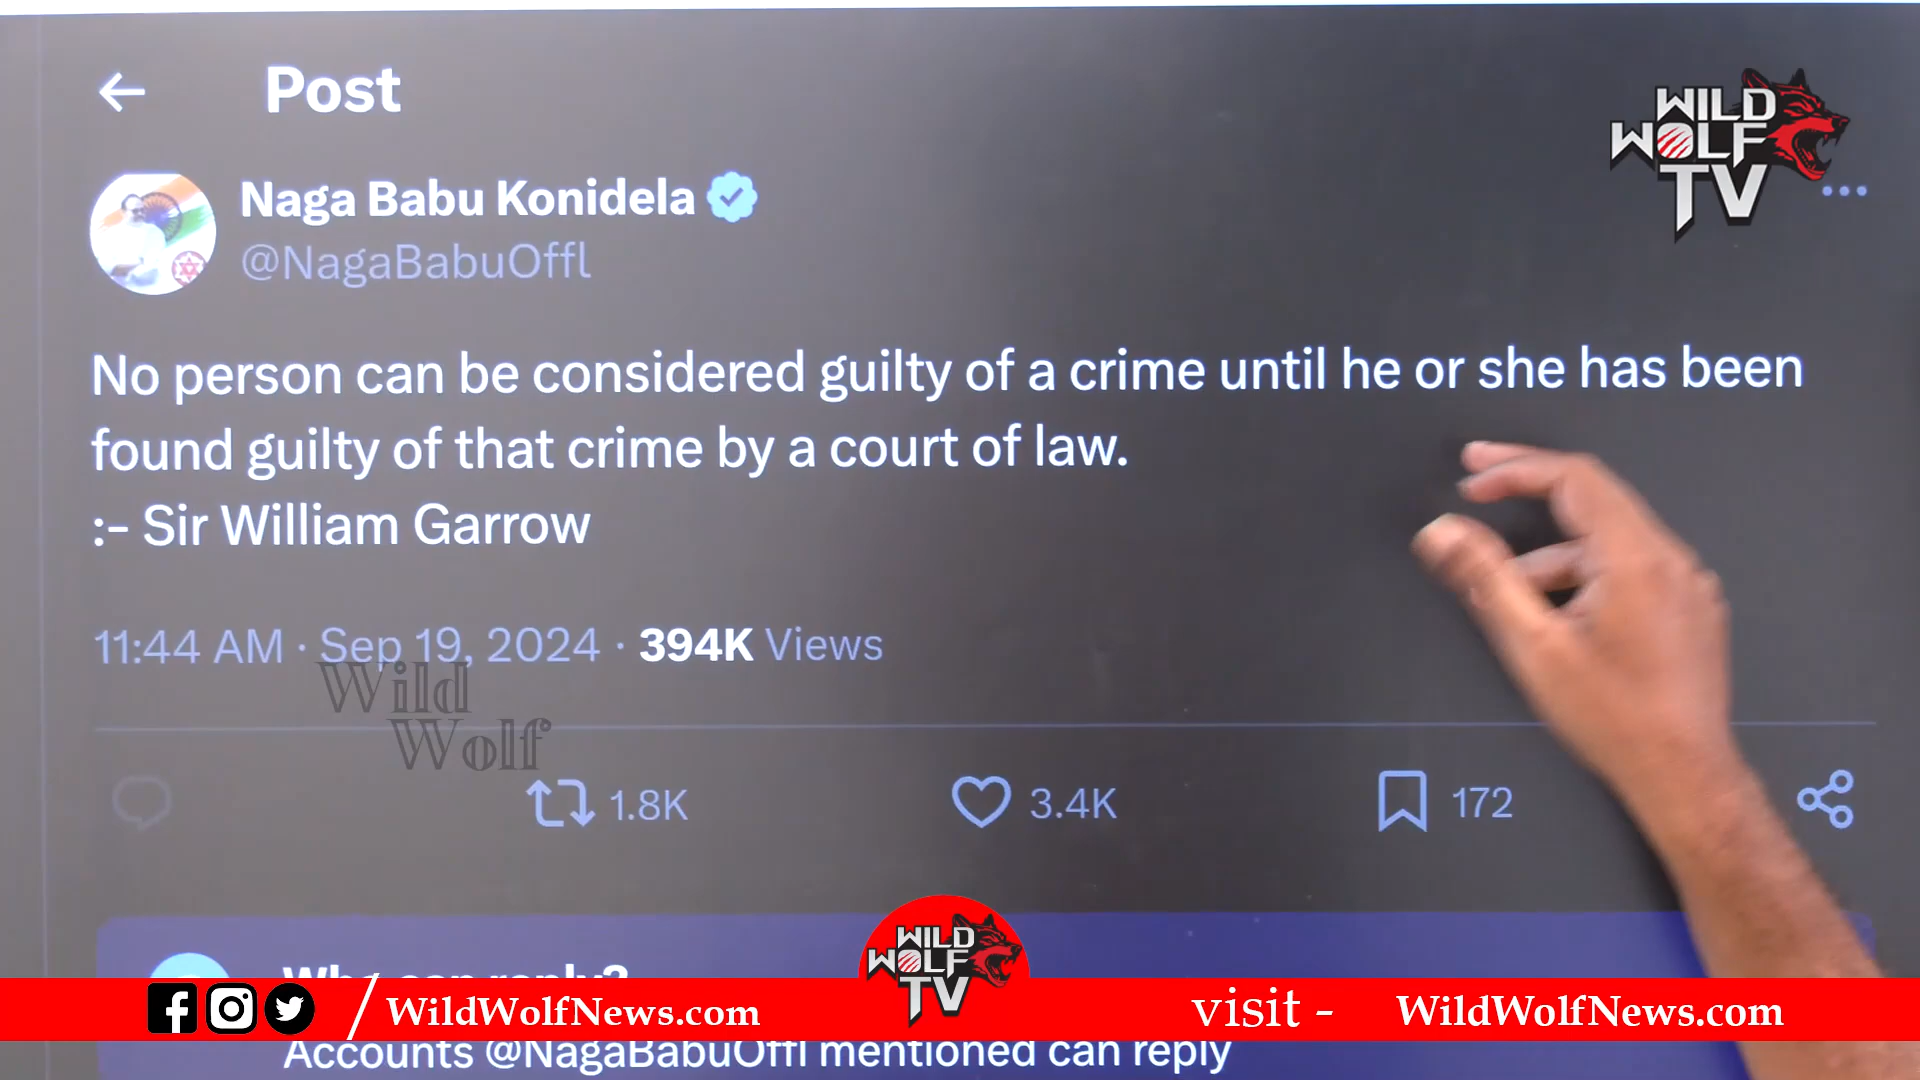 Post
WILD
WOLF
TV
Naga Babu Konidela
@NagaBabuOffl
No person can be considered guilty of a crime until he or she has been
found guilty of that crime by a court of law.
:- Sir William Garrow
11:44 AM · Sep 19, 2024 · 394K Views
Wild
Wolf
1.8K
3.4K
172
Who can reply?
WILD
WOLF
TV
/ WildWolfNews.com
visit - WildWolfNews.com
Accounts @NagaBabuOffl mentioned can reply